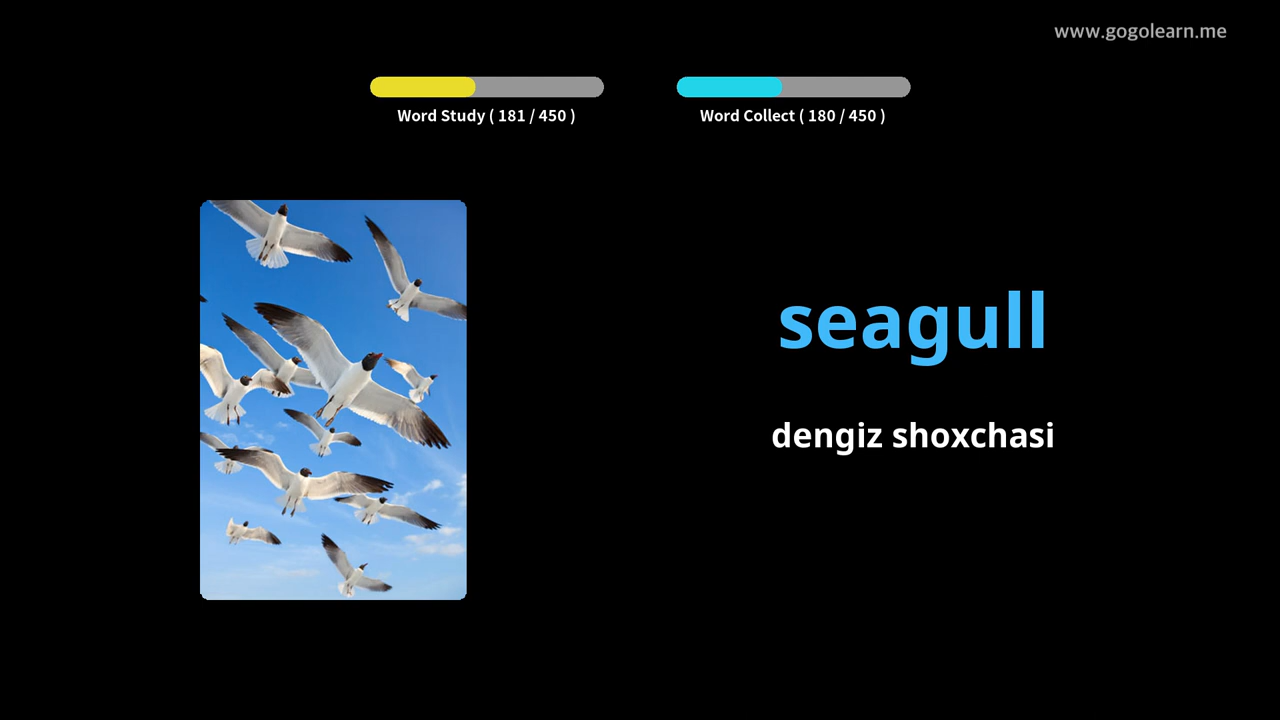 www.gogolearn.me
Word Study ( 181 / 450 )
Word Collect ( 180 / 450 )
seagull
dengiz shoxchasi